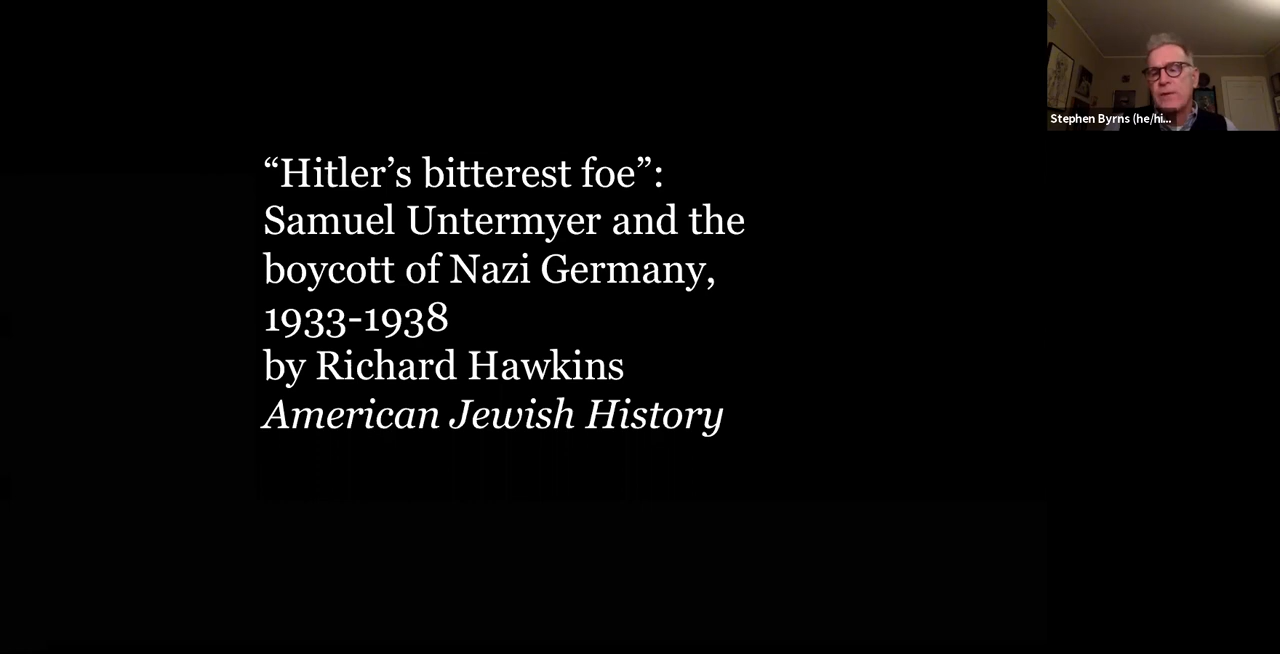 “Hitler’s bitterest foe”:
Samuel Untermyer and the
boycott of Nazi Germany,
1933-1938
by Richard Hawkins
American Jewish History
Stephen Byrns (he/hi...